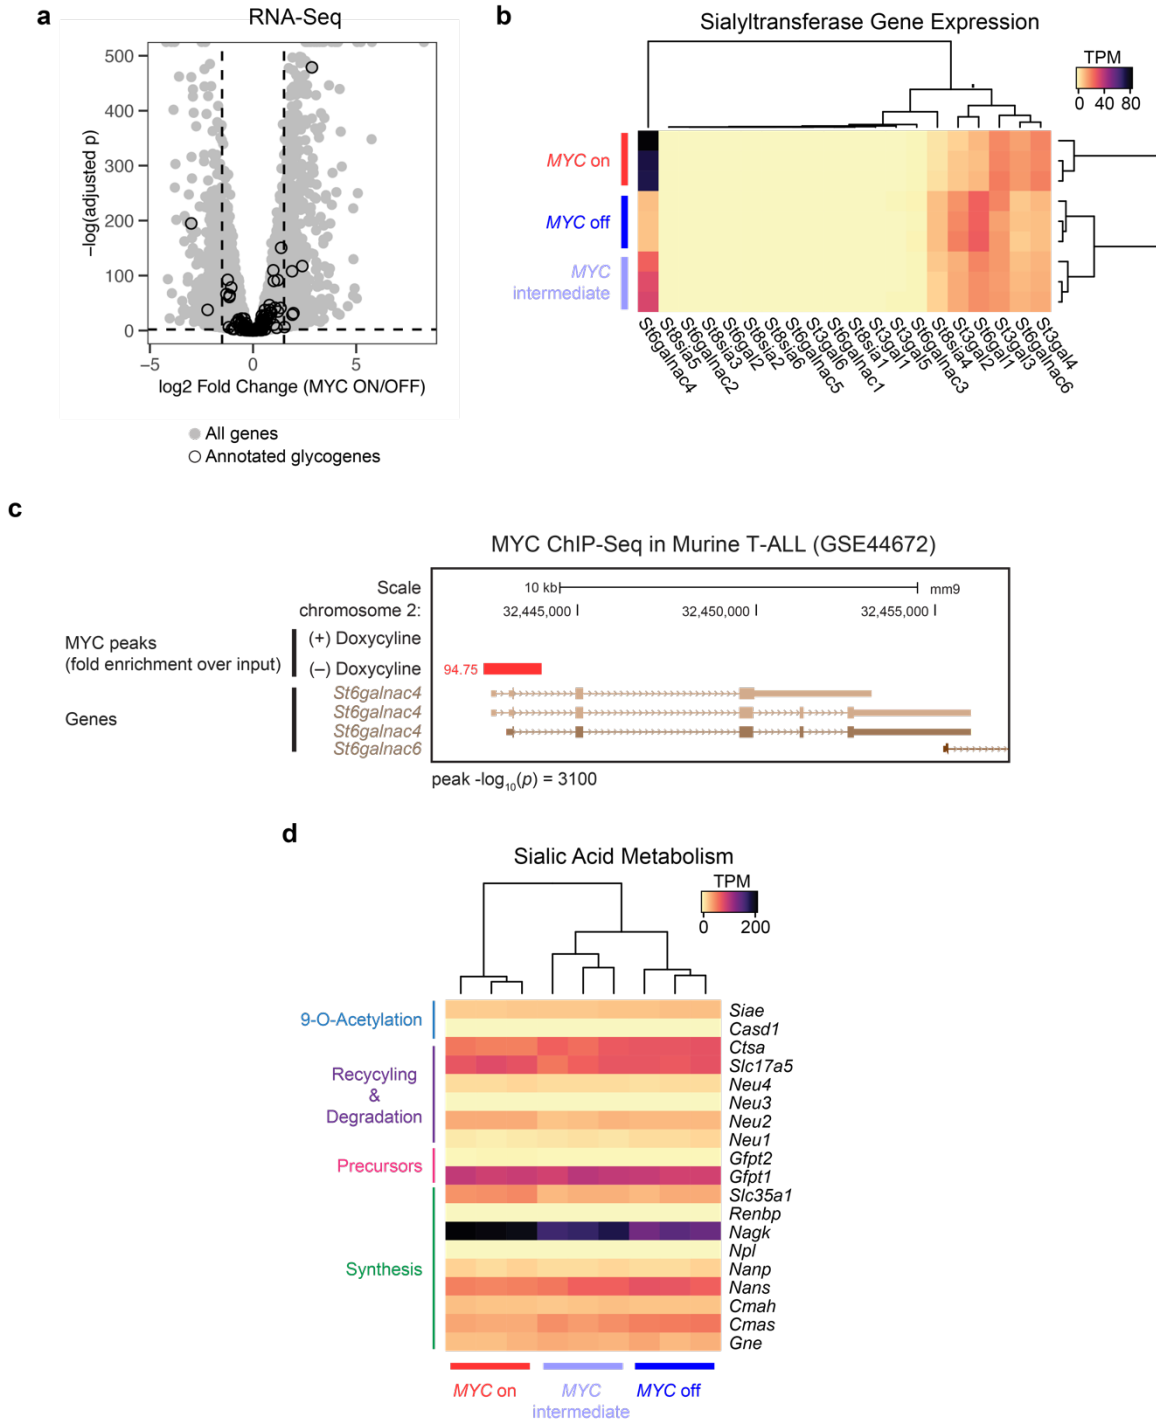 a
RNA-Seq
500
400
300
200
100
0
−log(adjusted p)
−5
0
5
log2 Fold Change (MYC ON/OFF)
All genes
Annotated glycogenes
b
Sialyltransferase Gene Expression
TPM
0 40 80
MYC on
MYC off
MYC
intermediate
St6galnac4
St8sia5
St6galnac2
St8sia3
St6gal2
St8sia2
St8sia6
St6galnac5
St3gal6
St6galnac1
St8sia1
St3gal1
St3gal5
St6galnac3
St8sia4
St3gal2
St6gal1
St3gal3
St6galnac6
St3gal4
c
MYC ChIP-Seq in Murine T-ALL (GSE44672)
Scale
10 kb
mm9
chromosome 2:
32,445,000
32,450,000
32,455,000
MYC peaks
(fold enrichment over input)
(+) Doxycyline
(–) Doxycyline
94.75
Genes
St6galnac4
St6galnac4
St6galnac4
St6galnac6
peak -log10(p) = 3100
d
Sialic Acid Metabolism
TPM
0 200
9-O-Acetylation
Recycyling
&
Degradation
Precursors
Synthesis
Siae
Casd1
Ctsa
Slc17a5
Neu4
Neu3
Neu2
Neu1
Gfpt2
Gfpt1
Slc35a1
Renbp
Nagk
Npl
Nanp
Nans
Cmah
Cmas
Gne
MYC on
MYC
intermediate
MYC off